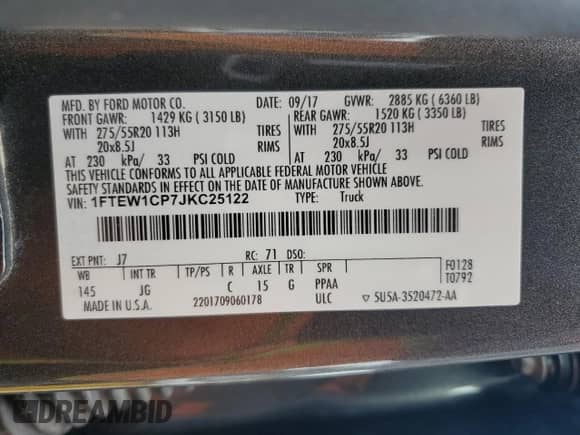 MFD. BY FORD MOTOR CO. DATE: 09/17 GVWR: 2885 KG ( 6360 LB)
FRONT GAWR: 1429 KG ( 3150 LB) REAR GAWR: 1520 KG ( 3350 LB)
WITH 275/55R20 113H TIRES WITH 275/55R20 113H TIRES
20x8.5J RIMS 20x8.5J RIMS
AT 230 kPa/ 33 PSI COLD AT 230 kPa/ 33 PSI COLD
THIS VEHICLE CONFORMS TO ALL APPLICABLE FEDERAL MOTOR VEHICLE
SAFETY STANDARDS IN EFFECT ON THE DATE OF MANUFACTURE SHOWN ABOVE.
VIN: 1FTEW1CP7JKC25122 TYPE: Truck
EXT PNT: J7 RC: 71 DSO:
WB INT TR TP/PS R AXLE TR SPR F0128
145 JG C 15 G PPAA T0792
MADE IN U.S.A. 2201709060178 ULC ▽ 5U5A-3520472-AA
DREAMBID